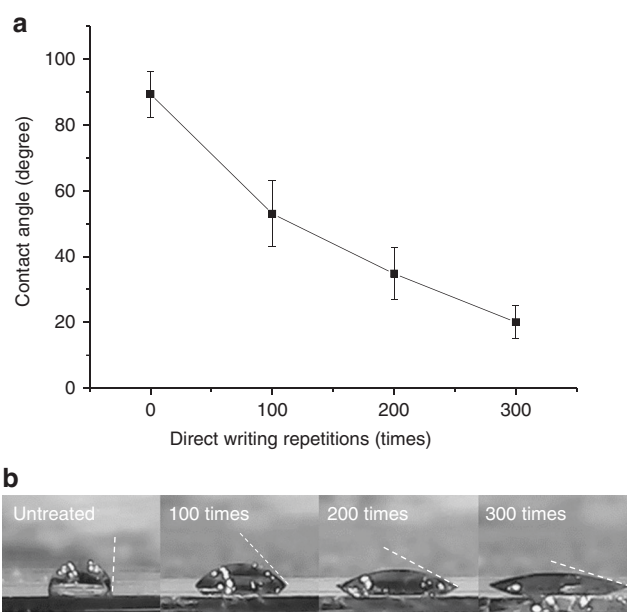 a
100
80
60
40
20
0
Contact angle (degree)
0 100 200 300
Direct writing repetitions (times)
b
Untreated 100 times 200 times 300 times